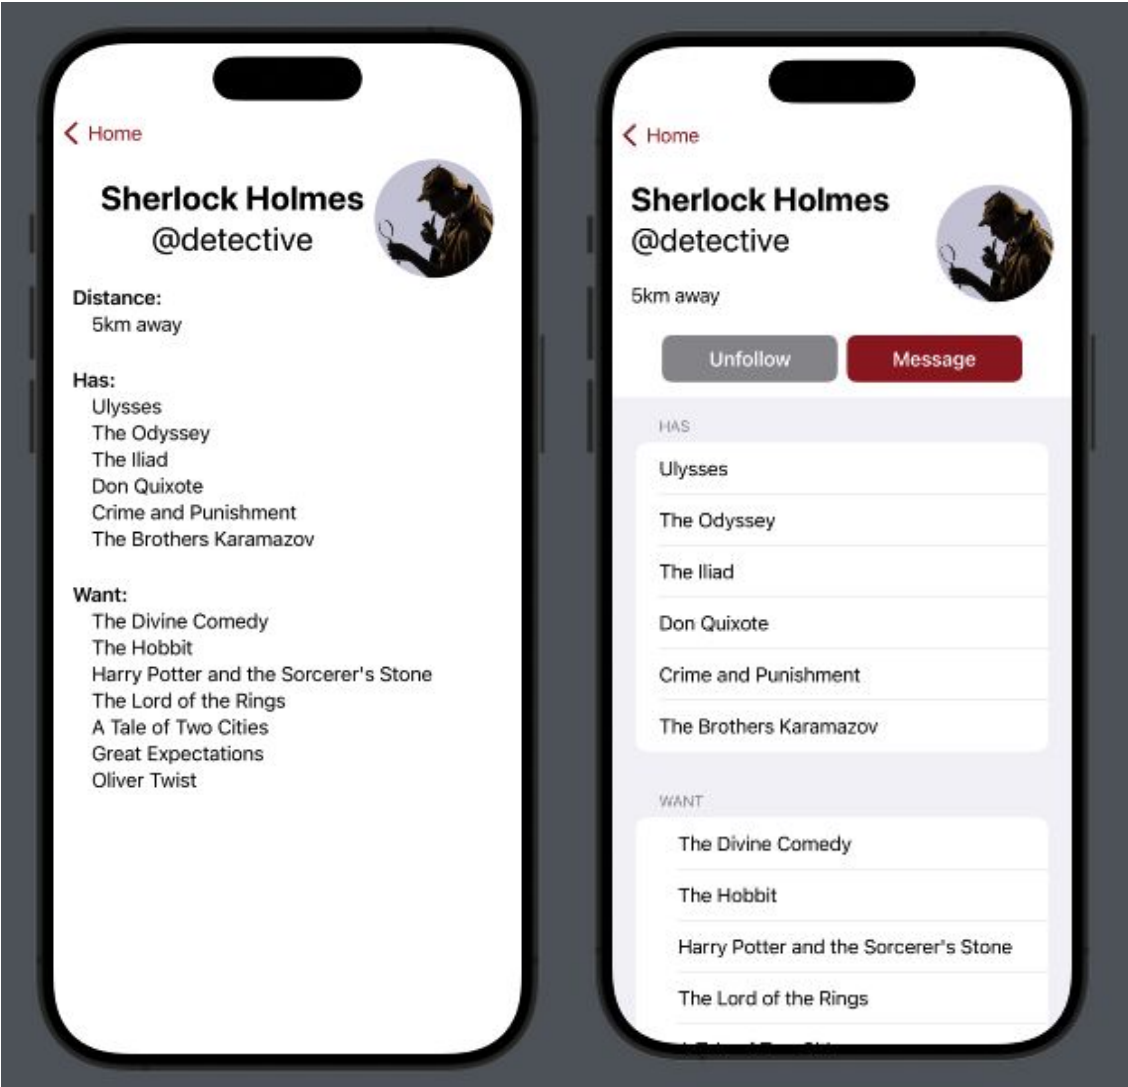 Home
Sherlock Holmes
@detective
Distance:
5km away
Has:
Ulysses
The Odyssey
The Iliad
Don Quixote
Crime and Punishment
The Brothers Karamazov
Want:
The Divine Comedy
The Hobbit
Harry Potter and the Sorcerer's Stone
The Lord of the Rings
A Tale of Two Cities
Great Expectations
Oliver Twist
Home
Sherlock Holmes
@detective
5km away
Unfollow Message
HAS
Ulysses
The Odyssey
The Iliad
Don Quixote
Crime and Punishment
The Brothers Karamazov
WANT
The Divine Comedy
The Hobbit
Harry Potter and the Sorcerer's Stone
The Lord of the Rings